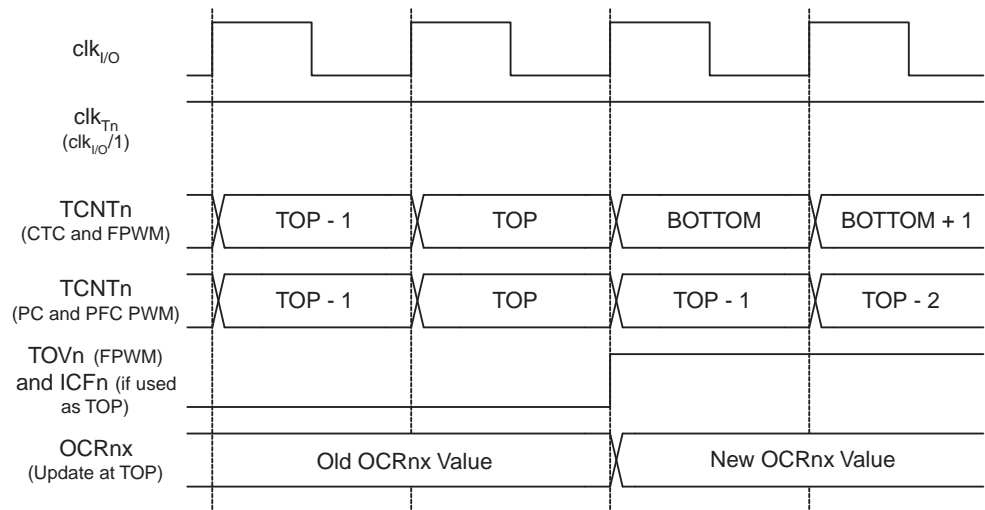 clkI/O
clkTn
(clkI/O/1)
TCNTn
(CTC and FPWM)
TOP - 1 TOP BOTTOM BOTTOM + 1
TCNTn
(PC and PFC PWM)
TOP - 1 TOP TOP - 1 TOP - 2
TOVn (FPWM)
and ICFn (if used
as TOP)
OCRnx
(Update at TOP)
Old OCRnx Value New OCRnx Value